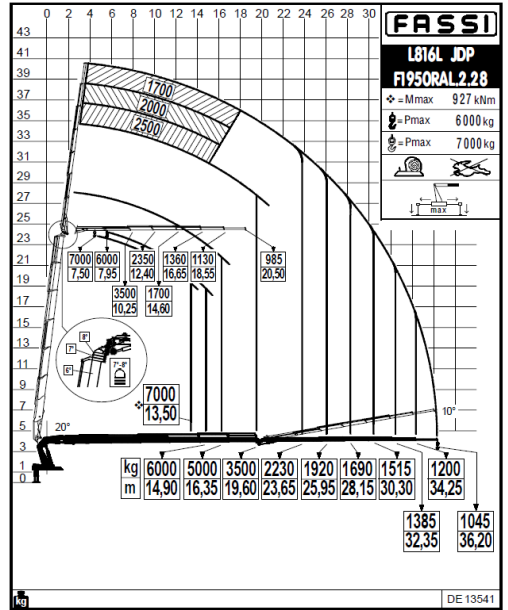 0 2 4 6 8 10 12 14 16 18 20 22 24 26 28 30
FASSI
L816L JDP
F1950RAL.2.28
❖ = Mmax 927 kNm
= Pmax 6000 kg
= Pmax 7000 kg
max
43
41
39
37
35
33
31
29
27
25
23
21
19
17
15
13
11
9
7
5
3
1
0
1700
2000
2500
7000 6000 2350 1360 1130 985
7,50 7,95 12,40 16,65 18,55 20,50
3500 1700
10,25 14,60
8°
7°
6°
7°-8°
7000
❖ 13,50
20°
10°
kg 6000 5000 3500 2230 1920 1690 1515 1200
m 14,90 16,35 19,60 23,65 25,95 28,15 30,30 34,25
1385 1045
32,35 36,20
kg
DE 13541